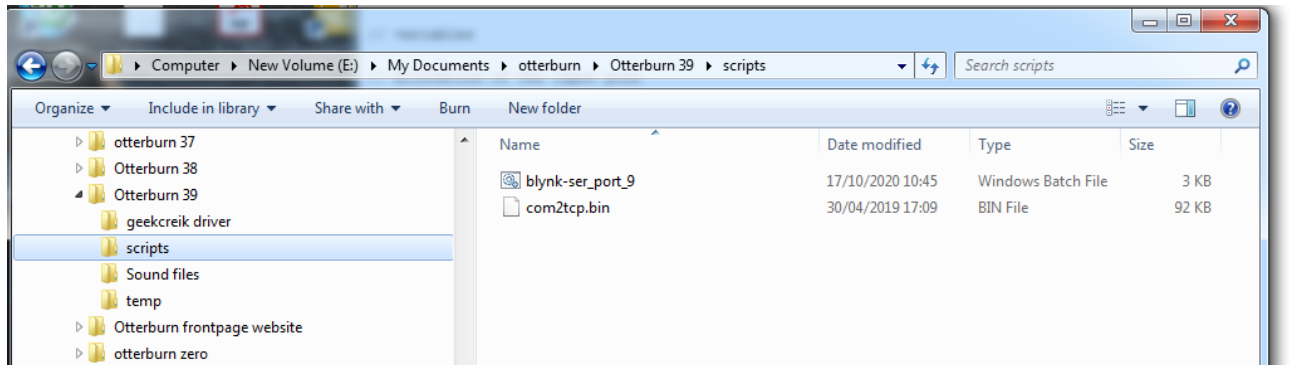 Computer New Volume (E:) My Documents otterburn Otterburn 39 scripts Search scripts
Organize Include in library Share with Burn New folder
otterburn 37
Otterburn 38
Otterburn 39
geekcreik driver
scripts
Sound files
temp
Otterburn frontpage website
otterburn zero
Name Date modified Type Size
blynk-ser_port_9 17/10/2020 10:45 Windows Batch File 3 KB
com2tcp.bin 30/04/2019 17:09 BIN File 92 KB